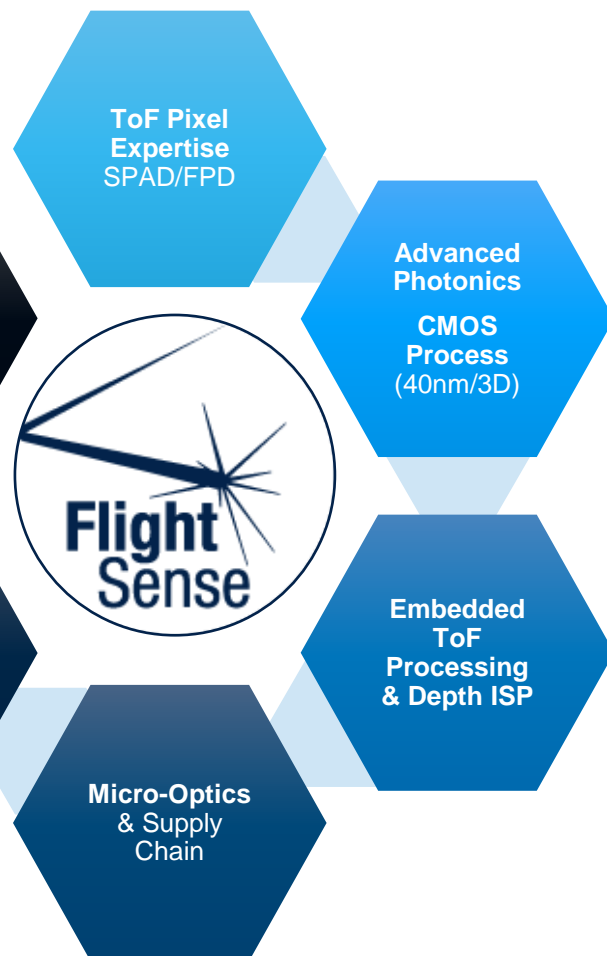 ToF Pixel
Expertise
SPAD/FPD
Advanced
Photonics
CMOS
Process
(40nm/3D)
Flight
Sense
Embedded
ToF
Processing
& Depth ISP
Micro-Optics
& Supply
Chain